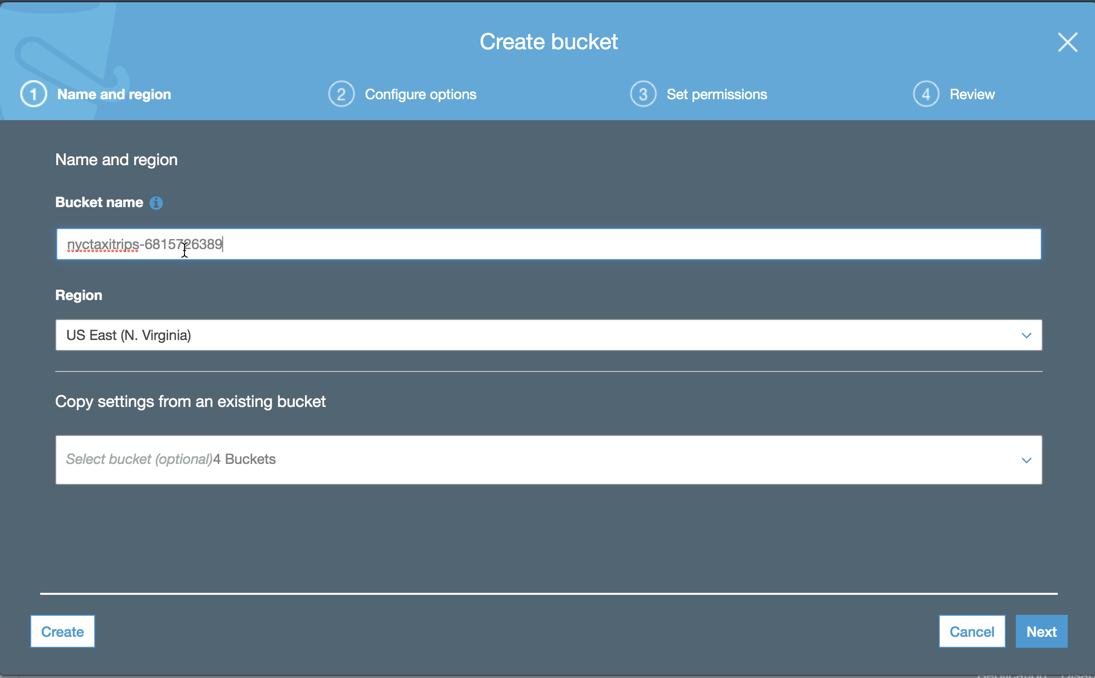 Create bucket
1 Name and region
2 Configure options
3 Set permissions
4 Review
Name and region
Bucket name
nyctaxitrips-6815726389
Region
US East (N. Virginia)
Copy settings from an existing bucket
Select bucket (optional)4 Buckets
Create
Cancel
Next